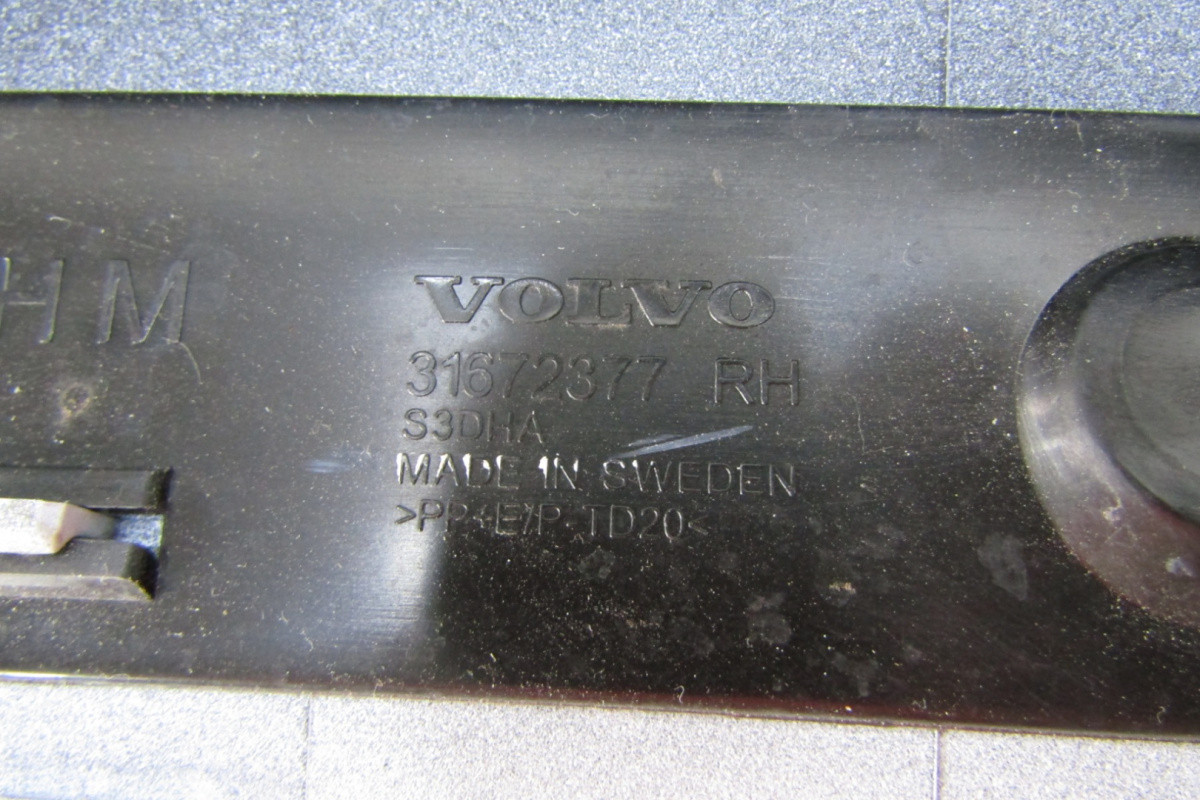 HM
VOLVO
31672377 RH
S3DHA
MADE IN SWEDEN
>PP+E/P-TD20<